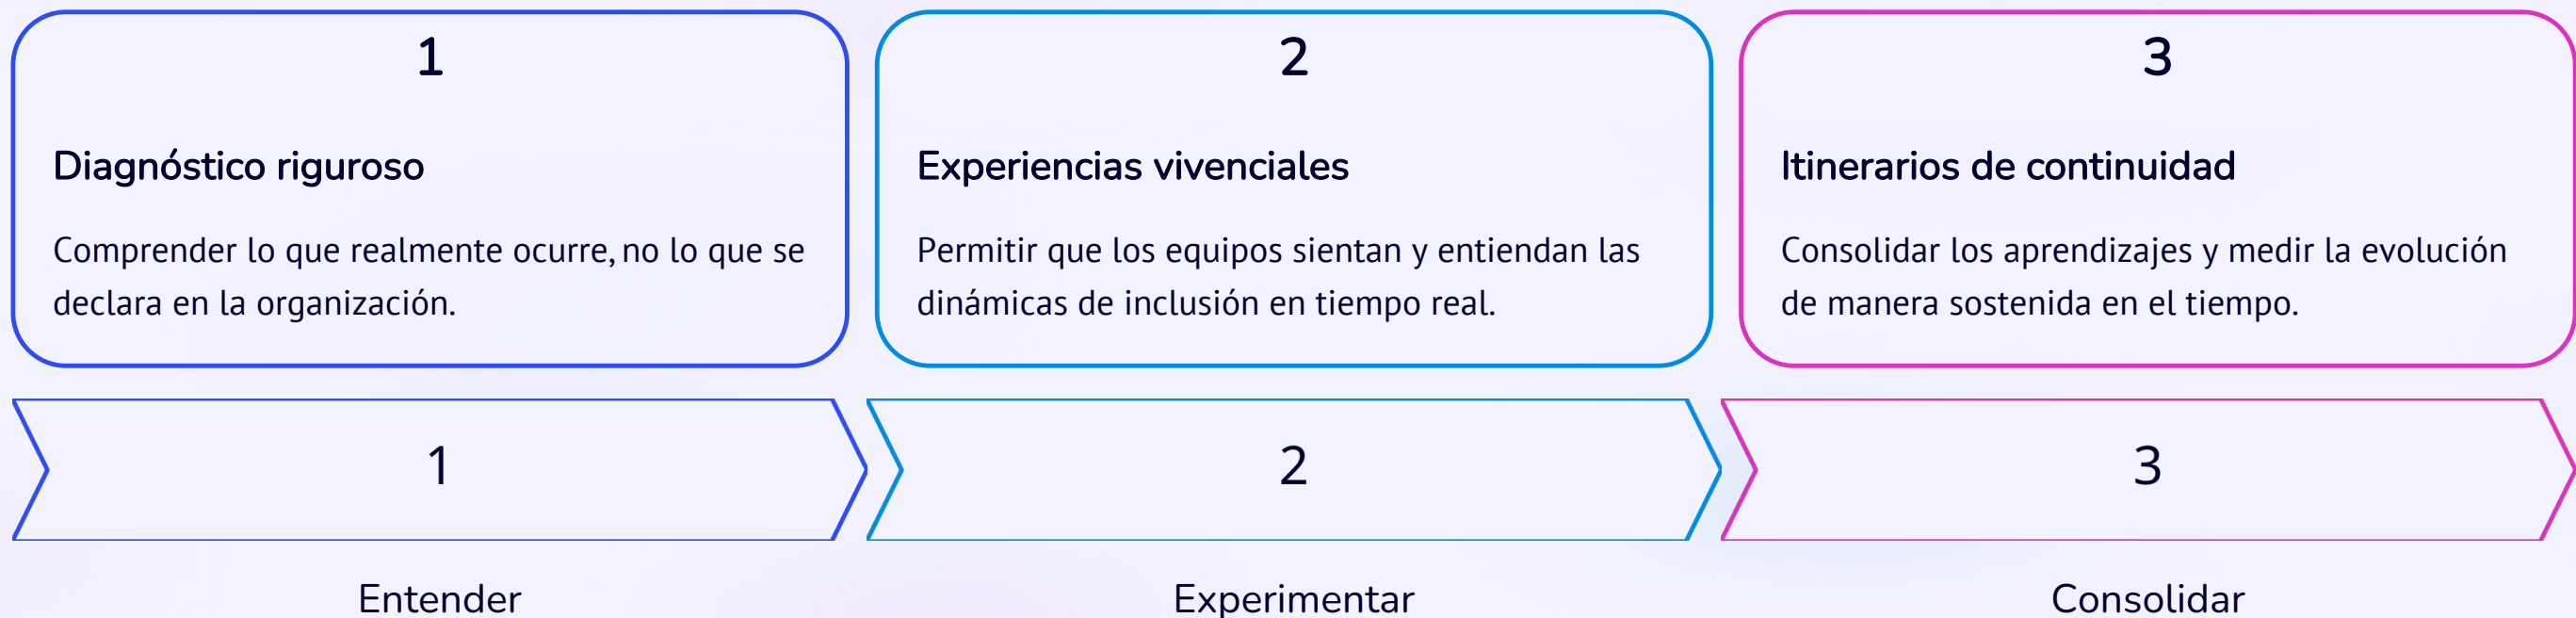 1
Diagnóstico riguroso
Comprender lo que realmente ocurre, no lo que se
declara en la organización.
2
Experiencias vivenciales
Permitir que los equipos sientan y entiendan las
dinámicas de inclusión en tiempo real.
3
Itinerarios de continuidad
Consolidar los aprendizajes y medir la evolución
de manera sostenida en el tiempo.
1
2
3
Entender
Experimentar
Consolidar